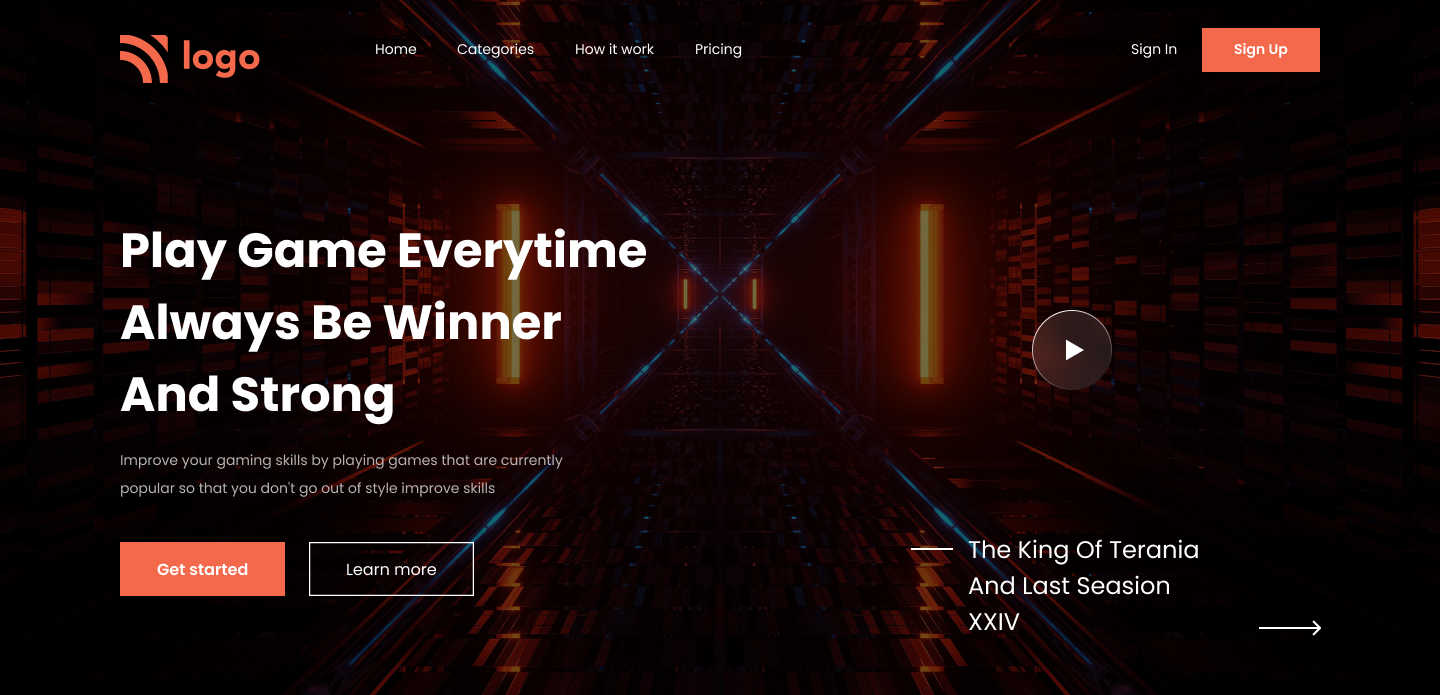 logo
Home
Categories
How it work
Pricing
Sign In
Sign Up
Play Game Everytime
Always Be Winner
And Strong
Improve your gaming skills by playing games that are currently
popular so that you don't go out of style improve skills
Get started
Learn more
The King Of Terania
And Last Seasion
XXIV